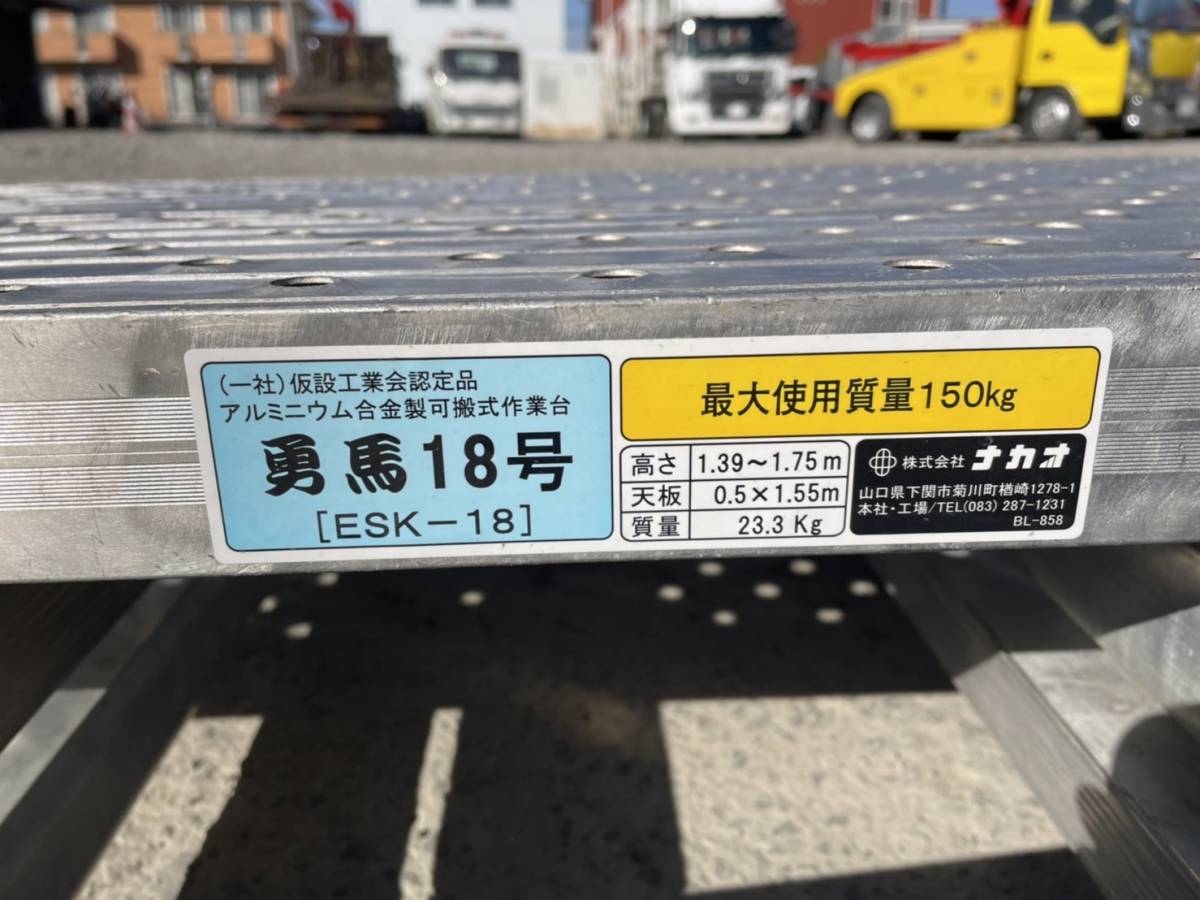 (一社)仮設工業会認定品
アルミニウム合金製可搬式作業台
勇馬18号
[ESK-18]
最大使用質量150kg
高さ 1.39~1.75m
天板 0.5×1.55m
質量 23.3Kg
株式会社ナカオ
山口県下関市菊川町楢崎1278-1
本社・工場/TEL(083) 287-1231
BL-858